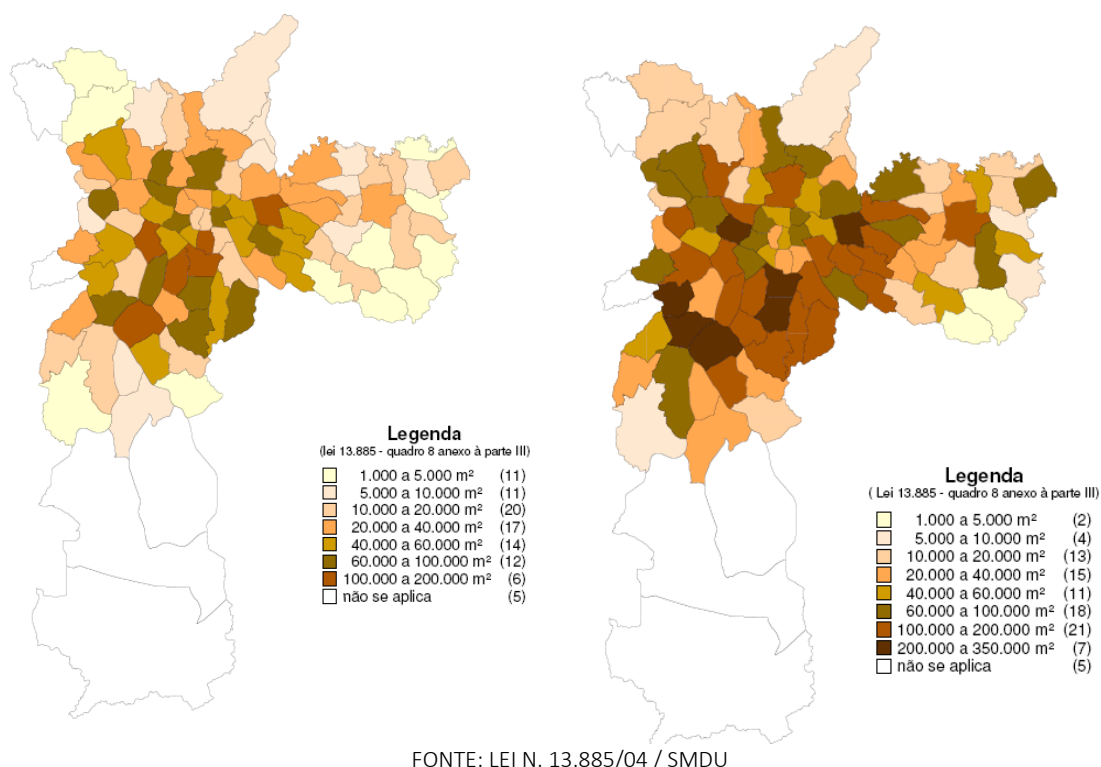 Legenda
(lei 13.885 - quadro 8 anexo à parte III)
1.000 a 5.000 m² (11)
5.000 a 10.000 m² (11)
10.000 a 20.000 m² (20)
20.000 a 40.000 m² (17)
40.000 a 60.000 m² (14)
60.000 a 100.000 m² (12)
100.000 a 200.000 m² (6)
não se aplica (5)
Legenda
( Lei 13.885 - quadro 8 anexo à parte III)
1.000 a 5.000 m² (2)
5.000 a 10.000 m² (4)
10.000 a 20.000 m² (13)
20.000 a 40.000 m² (15)
40.000 a 60.000 m² (11)
60.000 a 100.000 m² (18)
100.000 a 200.000 m² (21)
200.000 a 350.000 m² (7)
não se aplica (5)
FONTE: LEI N. 13.885/04 / SMDU